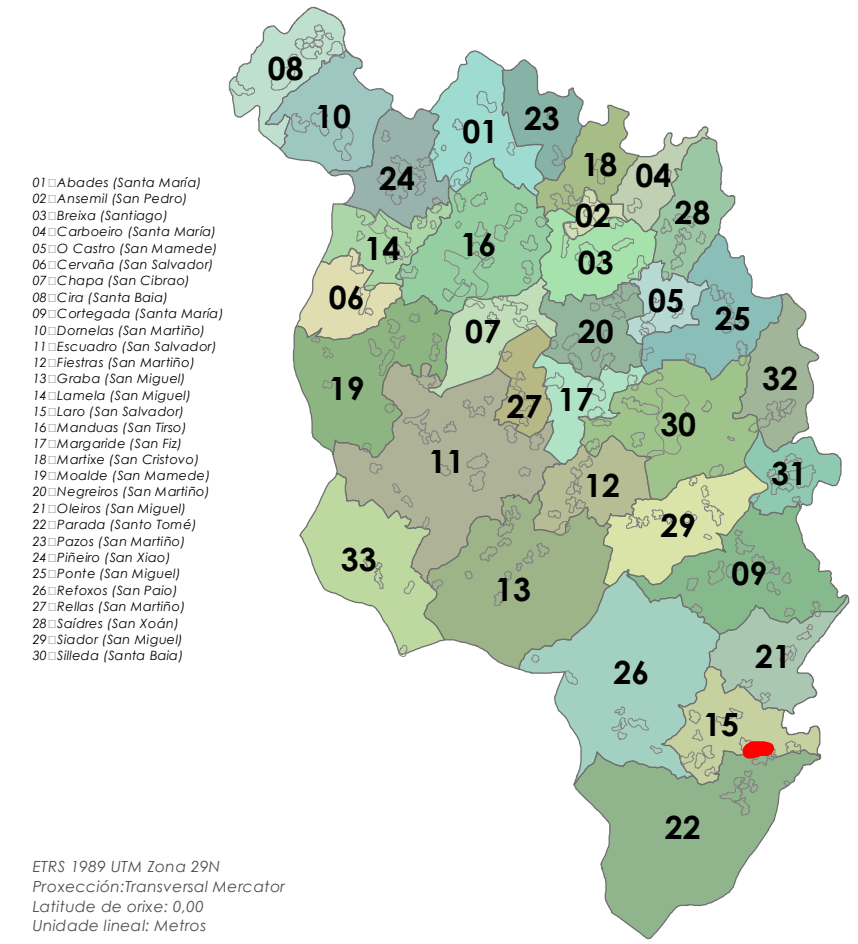 08
10
01
23
24
18
04
02
28
14
16
03
06
05
07
20
25
19
27
17
32
30
11
12
31
29
33
13
09
26
21
15
22
01□Abades (Santa María)
02□Ansemil (San Pedro)
03□Breixa (Santiago)
04□Carboeiro (Santa María)
05□O Castro (San Mamede)
06□Cervaña (San Salvador)
07□Chapa (San Cibrao)
08□Cira (Santa Baia)
09□Cortegada (Santa María)
10□Dornelas (San Martiño)
11□Escuadro (San Salvador)
12□Fiestras (San Martiño)
13□Graba (San Miguel)
14□Lamela (San Miguel)
15□Laro (San Salvador)
16□Manduas (San Tirso)
17□Margaride (San Fiz)
18□Martixe (San Cristovo)
19□Moalde (San Mamede)
20□Negreiros (San Martiño)
21□Oleiros (San Miguel)
22□Parada (Santo Tomé)
23□Pazos (San Martiño)
24□Piñeiro (San Xiao)
25□Ponte (San Miguel)
26□Refoxos (San Paio)
27□Rellas (San Martiño)
28□Saídres (San Xoán)
29□Siador (San Miguel)
30□Silleda (Santa Baia)
ETRS 1989 UTM Zona 29N
Proxección:Transversal Mercator
Latitude de orixe: 0,00
Unidade lineal: Metros